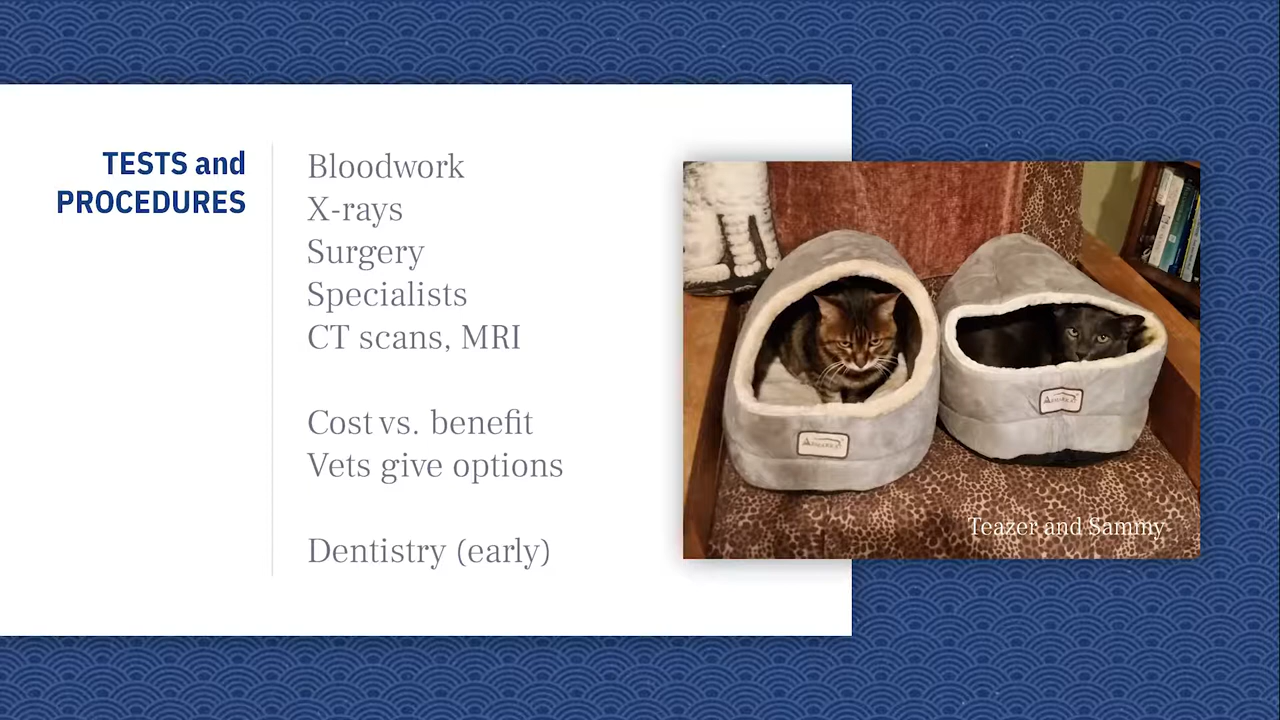 TESTS and
PROCEDURES
Bloodwork
X-rays
Surgery
Specialists
CT scans, MRI
Cost vs. benefit
Vets give options
Dentistry (early)
Teazer and Sammy